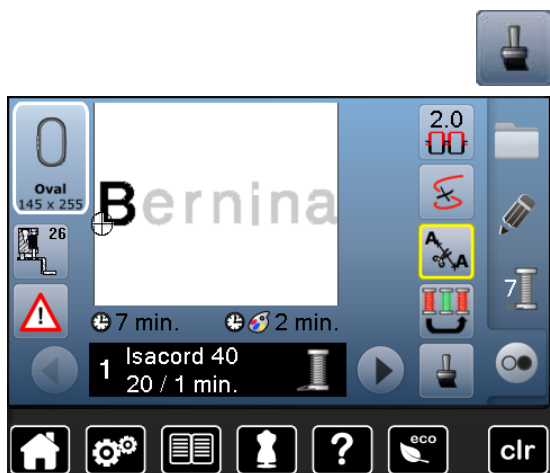 2.0
Oval
145 x 255
Bernina
26
A
A
7
7 min.
2 min.
1
Isacord 40
20 / 1 min.
?
eco
clr